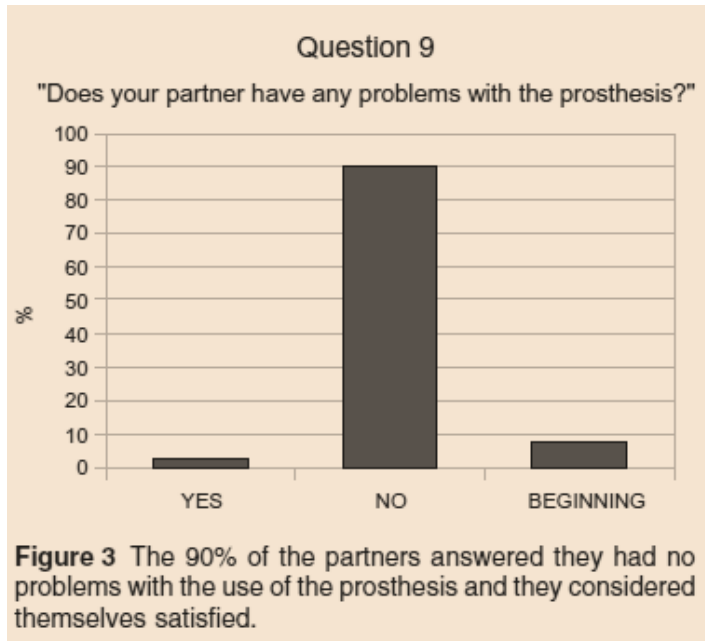 Question 9
"Does your partner have any problems with the prosthesis?"
100
90
80
70
60
50
40
30
20
10
0
%
YES NO BEGINNING
Figure 3 The 90% of the partners answered they had no
problems with the use of the prosthesis and they considered
themselves satisfied.